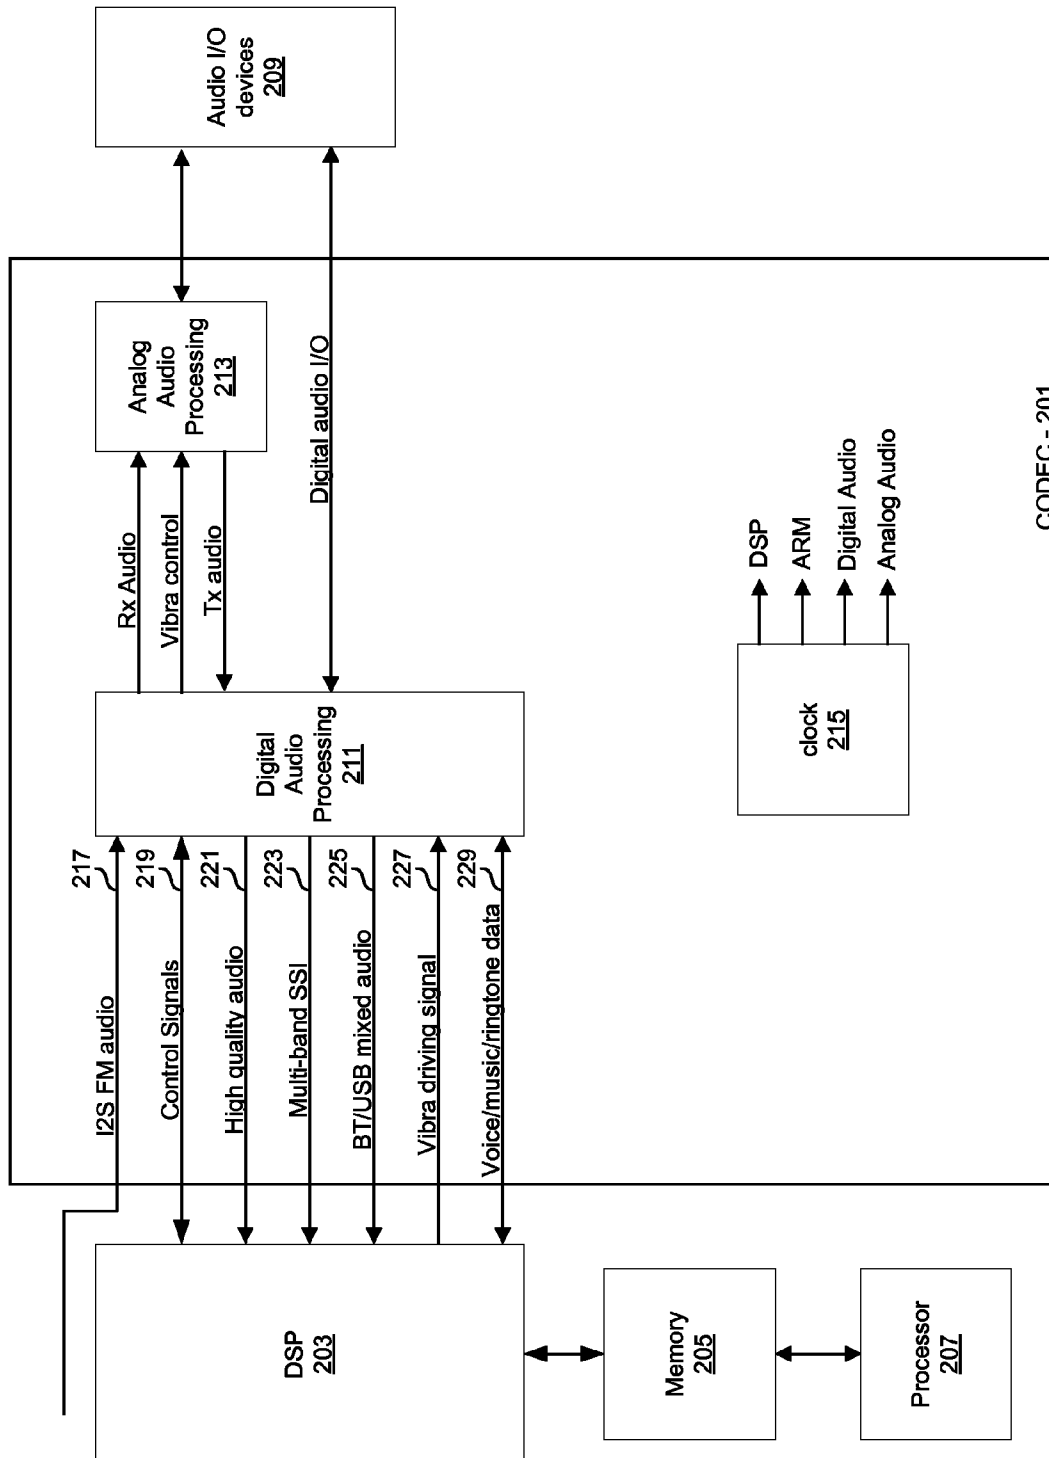 I2S FM audio
217
Control Signals
219
High quality audio
221
Multi-band SSI
223
BT/USB mixed audio
225
Vibra driving signal
227
Voice/music/ringtone data
229
DSP
203
Memory
205
Processor
207
Digital
Audio
Processing
211
Rx Audio
Vibra control
Tx audio
Digital audio I/O
Analog
Audio
Processing
213
Audio I/O
devices
209
clock
215
DSP
ARM
Digital Audio
Analog Audio
CODEC - 201